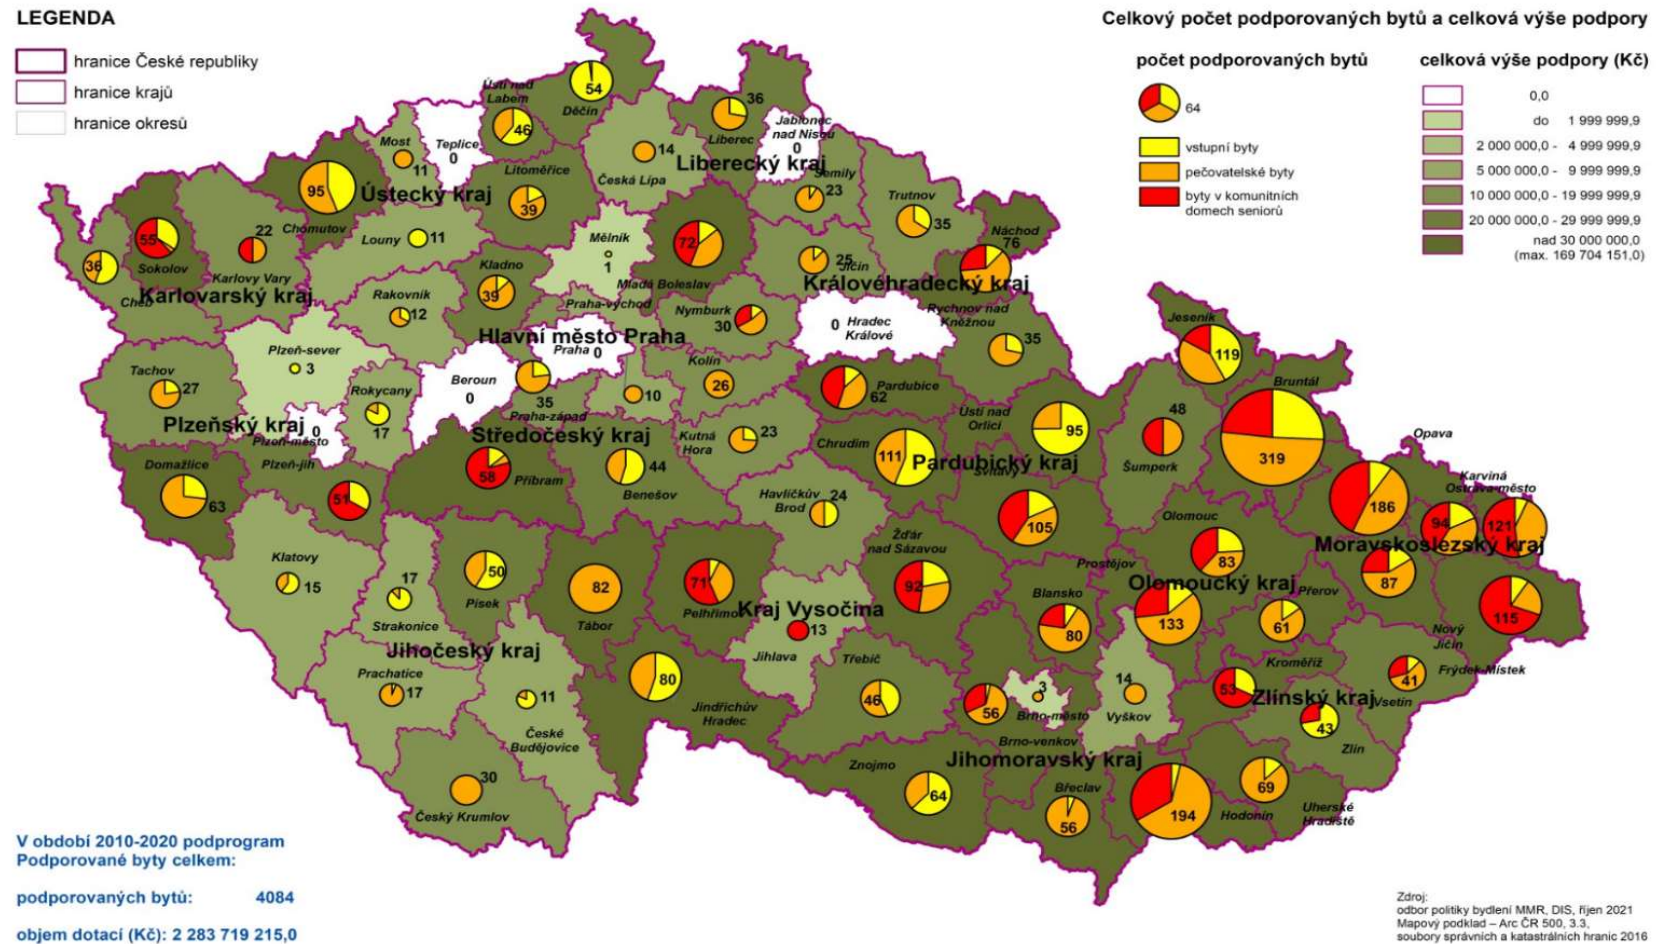 LEGENDA
hranice České republiky
hranice krajů
hranice okresů
Celkový počet podporovaných bytů a celková výše podpory
počet podporovaných bytů
64
vstupní byty
pečovatelské byty
byty v komunitních
domech seniorů
celková výše podpory (Kč)
0,0
do 1 999 999,9
2 000 000,0 - 4 999 999,9
5 000 000,0 - 9 999 999,9
10 000 000,0 - 19 999 999,9
20 000 000,0 - 29 999 999,9
nad 30 000 000,0
(max. 169 704 151,0)
Ústí nad
Labem
46
Děčín
54
Liberec
36
Jablonec
nad Nisou
0
Most
11
Teplice
0
Česká Lípa
14
Liberecký kraj
Semily
23
Chomutov
95
Ústecký kraj
Litoměřice
39
Trutnov
35
Náchod
76
Sokolov
55
Karlovy Vary
22
Louny
11
Mělník
1
Mladá Boleslav
72
Jičín
25
Cheb
36
Karlovarský kraj
Rakovník
12
Kladno
39
Praha-východ
10
Nymburk
30
Královéhradecký kraj
Rychnov nad
Kněžnou
35
Hradec
Králové
0
Hlavní město Praha
Praha 0
Plzeň-sever
3
Tachov
27
Rokycany
17
Beroun
0
35
Praha-západ
Kolín
26
Pardubice
62
Jeseník
119
Bruntál
319
Plzeňský kraj
Plzeň-město
0
Středočeský kraj
Kutná
Hora
23
Chrudim
111
Ústí nad
Orlicí
95
Pardubický kraj
Svitavy
105
Šumperk
48
Opava
186
Karviná
Ostrava-město
94
121
Moravskoslezský kraj
Domažlice
63
Plzeň-jih
51
Příbram
58
Benešov
44
Havlíčkův
Brod
24
Žďár
nad Sázavou
92
Olomouc
83
Olomoucký kraj
Prostějov
133
Přerov
61
87
Klatovy
15
Strakonice
17
Písek
50
Tábor
82
Pelhřimov
71
Kraj Vysočina
Jihlava
13
Blansko
80
Nový
Jičín
115
Frýdek-Místek
Jihočeský kraj
Prachatice
17
České
Budějovice
11
Jindřichův
Hradec
80
Třebíč
46
Brno-město
3
56
Brno-venkov
Vyškov
14
Kroměříž
53
Zlínský kraj
Vsetín
41
Zlín
43
Český Krumlov
30
Znojmo
64
Jihomoravský kraj
Břeclav
56
Hodonín
194
69
Uherské
Hradiště
V období 2010-2020 podprogram
Podporované byty celkem:
podporovaných bytů: 4084
objem dotací (Kč): 2 283 719 215,0
Zdroj:
odbor politiky bydlení MMR, DIS, říjen 2021
Mapový podklad – Arc ČR 500, 3.3,
soubory správních a katastrálních hranic 2016